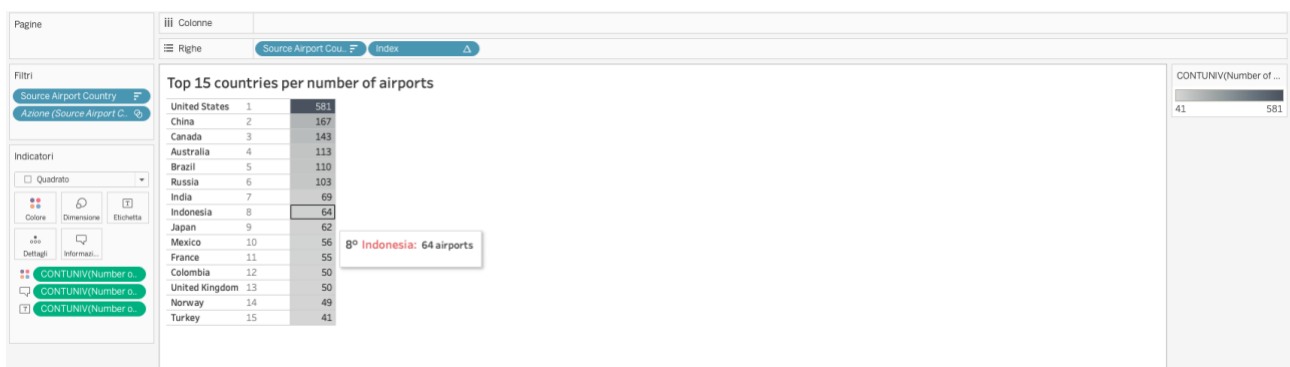 Pagine
iii Colonne
Righe Source Airport Cou.. Index Δ
Filtri
Source Airport Country
Azione (Source Airport C..
Indicatori
Quadrato
Colore Dimensione Etichetta
Dettagli Informazi...
CONTUNIV(Number o..
CONTUNIV(Number o..
CONTUNIV(Number o..
Top 15 countries per number of airports
United States 1 581
China 2 167
Canada 3 143
Australia 4 113
Brazil 5 110
Russia 6 103
India 7 69
Indonesia 8 64
Japan 9 62
Mexico 10 56
France 11 55
Colombia 12 50
United Kingdom 13 50
Norway 14 49
Turkey 15 41
8º Indonesia: 64 airports
CONTUNIV(Number of ...
41 581